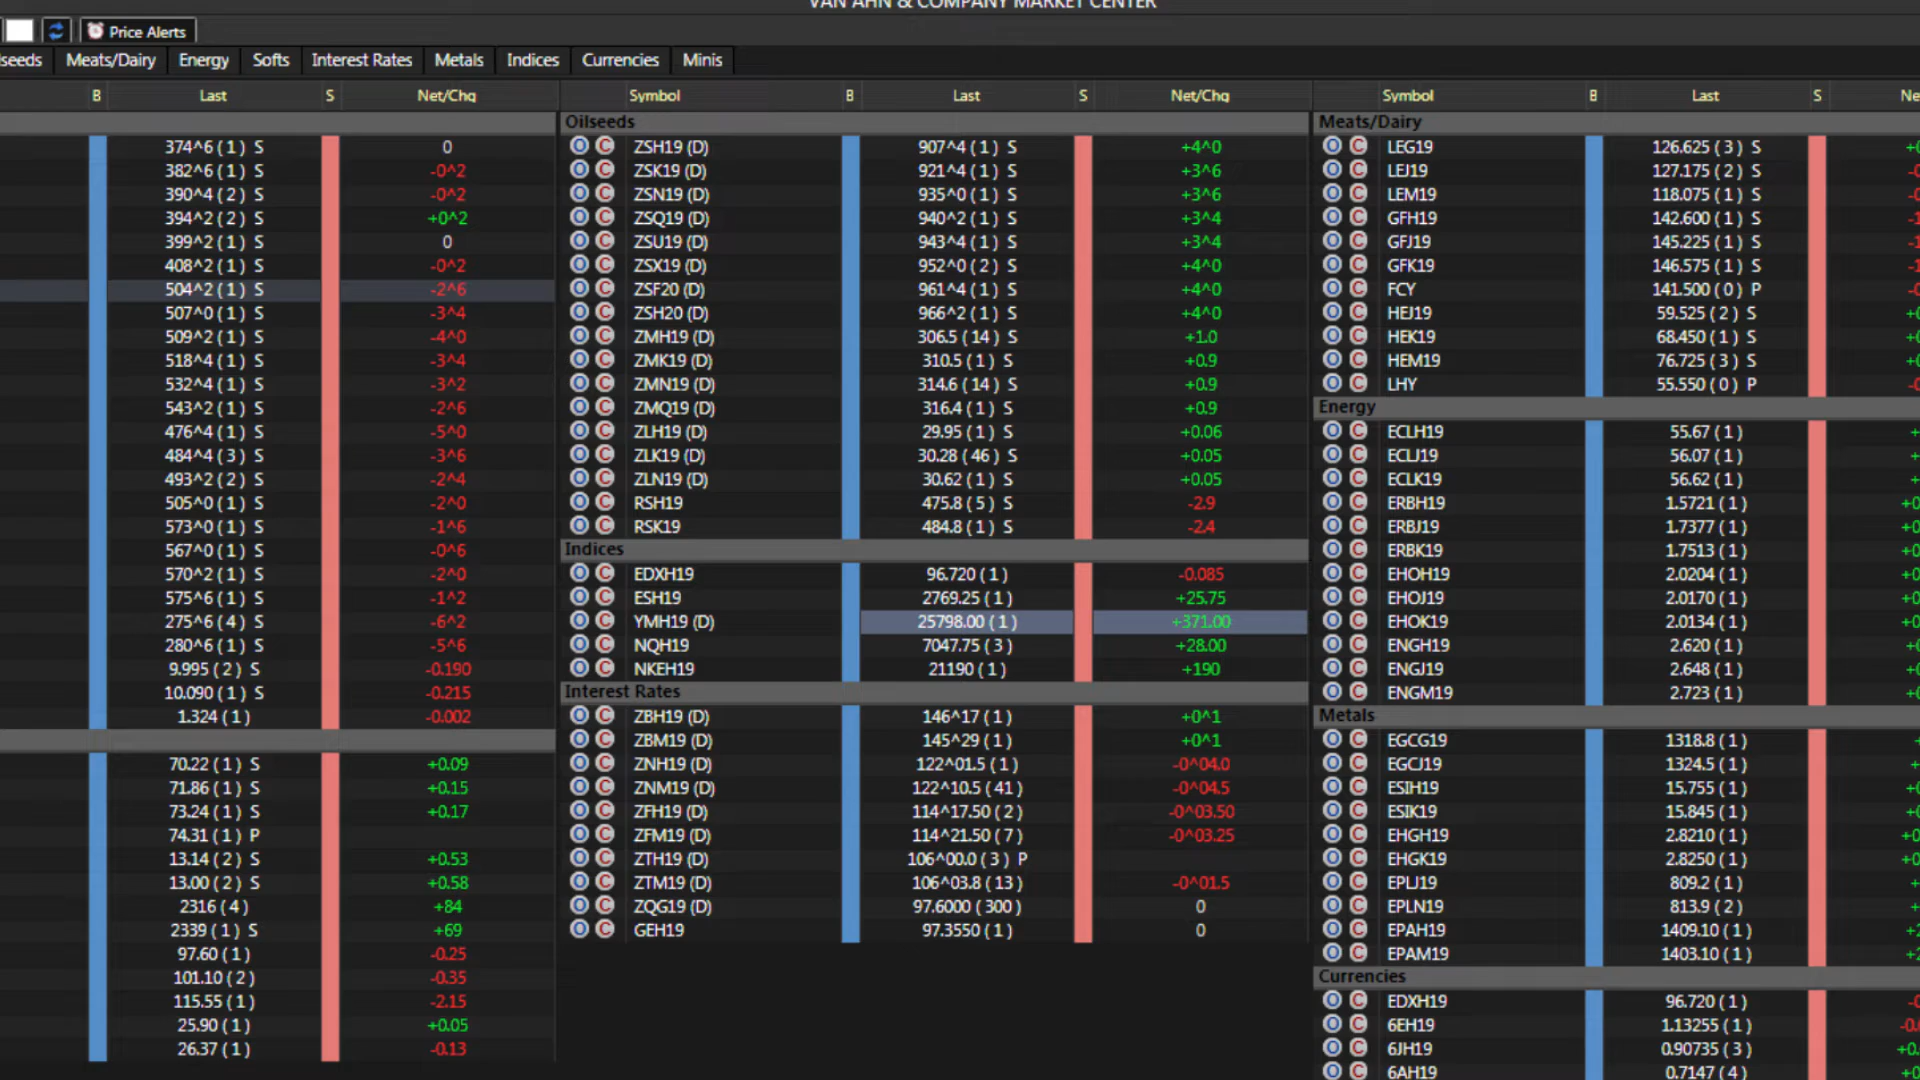 VAN AHN & COMPANY MARKET CENTER
Price Alerts
Meats/Dairy Energy Softs Interest Rates Metals Indices Currencies Minis
B Last S Net/Chg Symbol B Last S Net/Chg Symbol B Last S
Oilseeds Meats/Dairy
374^6 ( 1 ) S 0 O C ZSH19 (D) 907^4 ( 1 ) S +4^0 O C LEG19 126.625 ( 3 ) S
382^6 ( 1 ) S -0^2 O C ZSK19 (D) 921^4 ( 1 ) S +3^6 O C LEJ19 127.175 ( 2 ) S
390^4 ( 2 ) S -0^2 O C ZSN19 (D) 935^0 ( 1 ) S +3^6 O C LEM19 118.075 ( 1 ) S
394^2 ( 2 ) S +0^2 O C ZSQ19 (D) 940^2 ( 1 ) S +3^4 O C GFH19 142.600 ( 1 ) S
399^2 ( 1 ) S 0 O C ZSU19 (D) 943^4 ( 1 ) S +3^4 O C GFJ19 145.225 ( 1 ) S
408^2 ( 1 ) S -0^2 O C ZSX19 (D) 952^0 ( 2 ) S +4^0 O C GFK19 146.575 ( 1 ) S
504^2 ( 1 ) S -2^6 O C ZSF20 (D) 961^4 ( 1 ) S +4^0 O C FCY 141.500 ( 0 ) P
507^0 ( 1 ) S -3^4 O C ZSH20 (D) 966^2 ( 1 ) S +4^0 O C HEJ19 59.525 ( 2 ) S
509^2 ( 1 ) S -4^0 O C ZMH19 (D) 306.5 ( 14 ) S +1.0 O C HEK19 68.450 ( 1 ) S
518^4 ( 1 ) S -3^4 O C ZMK19 (D) 310.5 ( 1 ) S +0.9 O C HEM19 76.725 ( 3 ) S
532^4 ( 1 ) S -3^2 O C ZMN19 (D) 314.6 ( 14 ) S +0.9 O C LHY 55.550 ( 0 ) P
543^2 ( 1 ) S -2^6 O C ZMQ19 (D) 316.4 ( 1 ) S +0.9 Energy
476^4 ( 1 ) S -5^0 O C ZLH19 (D) 29.95 ( 1 ) S +0.06 O C ECLH19 55.67 ( 1 )
484^4 ( 3 ) S -3^6 O C ZLK19 (D) 30.28 ( 46 ) S +0.05 O C ECLJ19 56.07 ( 1 )
493^2 ( 2 ) S -2^4 O C ZLN19 (D) 30.62 ( 1 ) S +0.05 O C ECLK19 56.62 ( 1 )
505^0 ( 1 ) S -2^0 O C RSH19 475.8 ( 5 ) S -2.9 O C ERBH19 1.5721 ( 1 )
573^0 ( 1 ) S -1^6 O C RSK19 484.8 ( 1 ) S -2.4 O C ERBJ19 1.7377 ( 1 )
567^0 ( 1 ) S -0^6 Indices O C ERBK19 1.7513 ( 1 )
570^2 ( 1 ) S -2^0 O C EDXH19 96.720 ( 1 ) -0.085 O C EHOH19 2.0204 ( 1 )
575^6 ( 1 ) S -1^2 O C ESH19 2769.25 ( 1 ) +25.75 O C EHOJ19 2.0170 ( 1 )
275^6 ( 4 ) S -6^2 O C YMH19 (D) 25798.00 ( 1 ) +371.00 O C EHOK19 2.0134 ( 1 )
280^6 ( 1 ) S -5^6 O C NQH19 7047.75 ( 3 ) +28.00 O C ENGH19 2.620 ( 1 )
9.995 ( 2 ) S -0.190 O C NKEH19 21190 ( 1 ) +190 O C ENGJ19 2.648 ( 1 )
10.090 ( 1 ) S -0.215 Interest Rates O C ENGM19 2.723 ( 1 )
1.324 ( 1 ) -0.002 O C ZBH19 (D) 146^17 ( 1 ) +0^1 Metals
O C ZBM19 (D) 145^29 ( 1 ) +0^1 O C EGCG19 1318.8 ( 1 )
70.22 ( 1 ) S +0.09 O C ZNH19 (D) 122^01.5 ( 1 ) -0^04.0 O C EGCJ19 1324.5 ( 1 )
71.86 ( 1 ) S +0.15 O C ZNM19 (D) 122^10.5 ( 41 ) -0^04.5 O C ESIH19 15.755 ( 1 )
73.24 ( 1 ) S +0.17 O C ZFH19 (D) 114^17.50 ( 2 ) -0^03.50 O C ESIK19 15.845 ( 1 )
74.31 ( 1 ) P O C ZFM19 (D) 114^21.50 ( 7 ) -0^03.25 O C EHGH19 2.8210 ( 1 )
13.14 ( 2 ) S +0.53 O C ZTH19 (D) 106^00.0 ( 3 ) P O C EHGK19 2.8250 ( 1 )
13.00 ( 2 ) S +0.58 O C ZTM19 (D) 106^03.8 ( 13 ) -0^01.5 O C EPLJ19 809.2 ( 1 )
2316 ( 4 ) +84 O C ZQG19 (D) 97.6000 ( 300 ) 0 O C EPLN19 813.9 ( 2 )
2339 ( 1 ) S +69 O C GEH19 97.3550 ( 1 ) 0 O C EPAH19 1409.10 ( 1 )
97.60 ( 1 ) -0.25 O C EPAM19 1403.10 ( 1 )
101.10 ( 2 ) -0.35 Currencies
115.55 ( 1 ) -2.15 O C EDXH19 96.720 ( 1 )
25.90 ( 1 ) +0.05 O C 6EH19 1.13255 ( 1 )
26.37 ( 1 ) -0.13 O C 6JH19 0.90735 ( 3 )
O C 6AH19 0.7147 ( 4 )